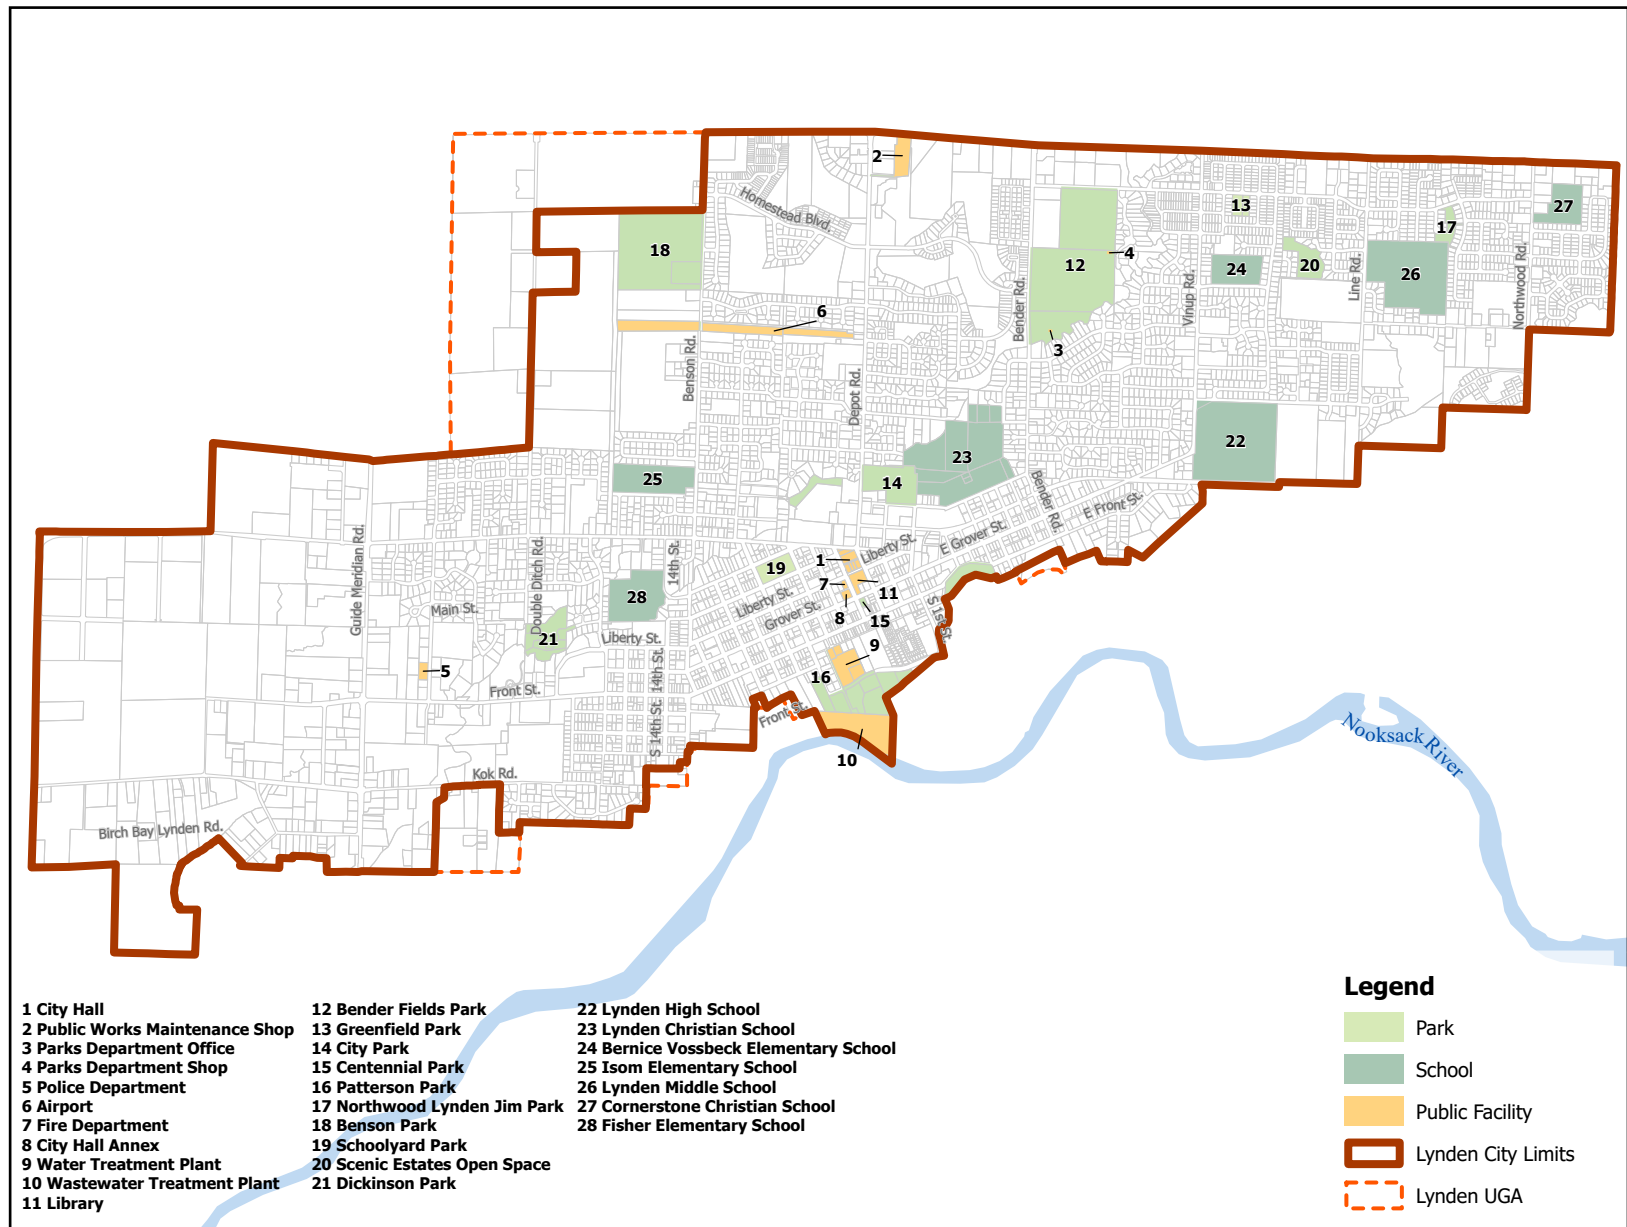 2
27
13
17
Homestead Blvd.
18
4
12
24
20
26
Northwood Rd.
Line Rd.
Vinup Rd.
Bender Rd.
6
3
Benson Rd.
Depot Rd.
22
23
25
14
Bender Rd.
E Front St.
E Grover St.
Liberty St.
Guide Meridian Rd.
Double Ditch Rd.
14th St.
1
19
7
11
28
Main St.
Liberty St.
Grover St.
8
15
S 1st St.
21
Liberty St.
9
5
14th St.
16
Front St.
Front St.
S 14th St.
10
Nooksack River
Kok Rd.
Birch Bay Lynden Rd.
1 City Hall
2 Public Works Maintenance Shop
3 Parks Department Office
4 Parks Department Shop
5 Police Department
6 Airport
7 Fire Department
8 City Hall Annex
9 Water Treatment Plant
10 Wastewater Treatment Plant
11 Library
12 Bender Fields Park
13 Greenfield Park
14 City Park
15 Centennial Park
16 Patterson Park
17 Northwood Lynden Jim Park
18 Benson Park
19 Schoolyard Park
20 Scenic Estates Open Space
21 Dickinson Park
22 Lynden High School
23 Lynden Christian School
24 Bernice Vossbeck Elementary School
25 Isom Elementary School
26 Lynden Middle School
27 Cornerstone Christian School
28 Fisher Elementary School
Legend
Park
School
Public Facility
Lynden City Limits
Lynden UGA